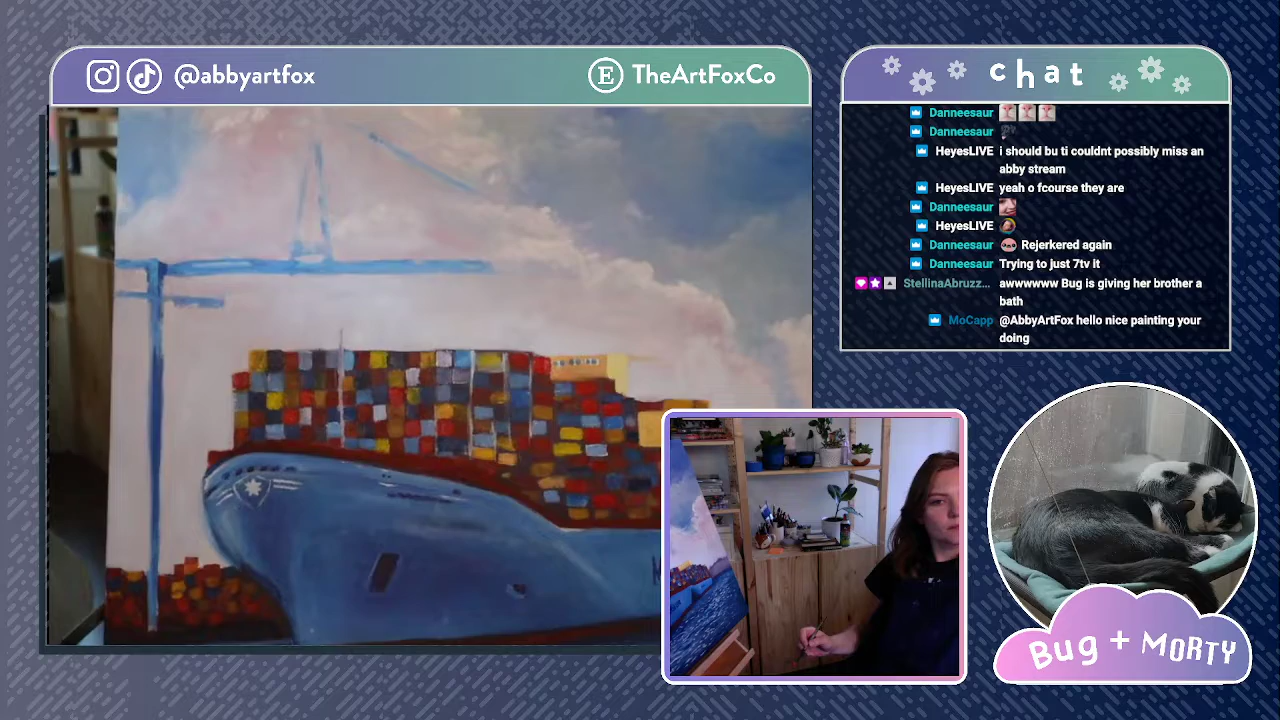 @abbyartfox
E TheArtFoxCo
chat
Danneesaur
Danneesaur
HeyesLIVE i should bu ti couldnt possibly miss an
abby stream
HeyesLIVE yeah o fcourse they are
Danneesaur
HeyesLIVE
Danneesaur Rejerkered again
Danneesaur Trying to just 7tv it
StellinaAbruzz... awwwwww Bug is giving her brother a
bath
MoCapp @AbbyArtFox hello nice painting your
doing
Bug + MORTY